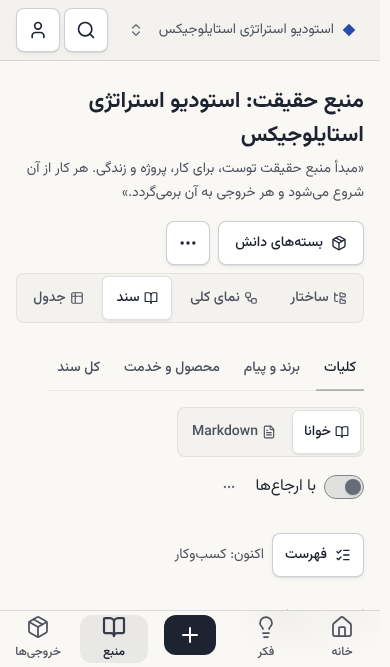 استودیو استراتژی استایلوجیکس
منبع حقیقت: استودیو استراتژی
استایلوجیکس
«مبدأ منبع حقیقت توست، برای کار، پروژه و زندگی. هر کار از آن
شروع می‌شود و هر خروجی به آن برمی‌گردد.»
بسته‌های دانش
ساختار نمای کلی سند جدول
کلیات برند و پیام محصول و خدمت کل سند
خوانا Markdown
با ارجاع‌ها ...
فهرست اکنون: کسب‌وکار
خانه فکر منبع خروجی‌ها